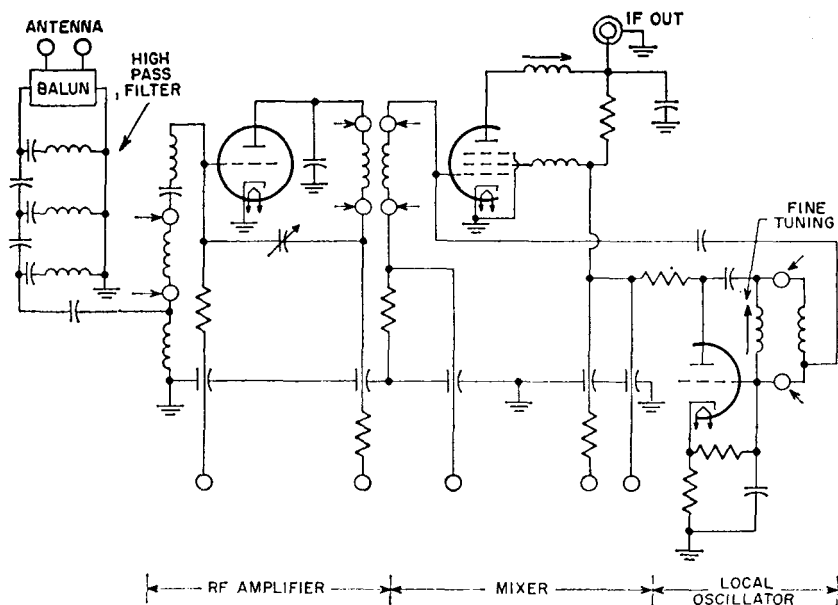 ANTENNA
BALUN
HIGH
PASS
FILTER
IF OUT
FINE
TUNING
RF AMPLIFIER
MIXER
LOCAL
OSCILLATOR